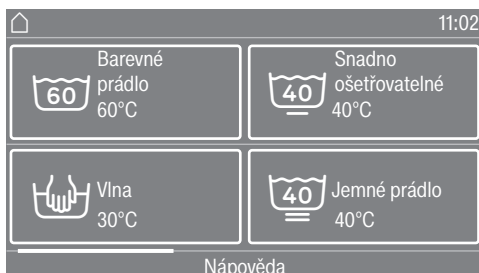 11:02
Barevné
prádlo
60
60°C
Snadno
ošetřovatelné
40
40°C
Vlna
30°C
40
Jemné prádlo
40°C
Nápověda